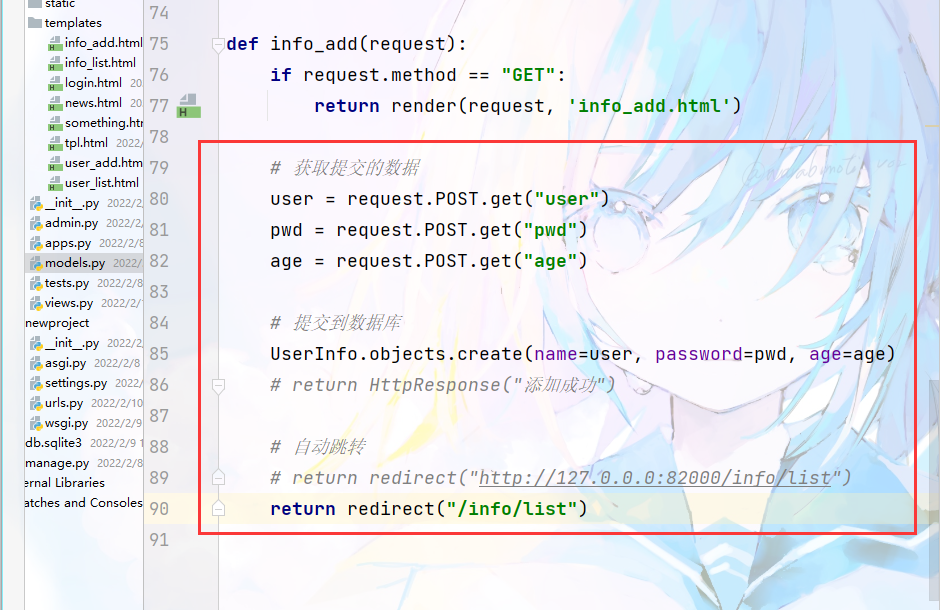 static
templates
info_add.html
info_list.html
login.html 20
news.html 202
something.htr
tpl.html 2022/
user_add.htm
user_list.html
__init__.py 2022/2,
admin.py 2022/2,
apps.py 2022/2/8
models.py 2022/
tests.py 2022/2/8
views.py 2022/2/
newproject
__init__.py 2022/2,
asgi.py 2022/2/8
settings.py 2022/
urls.py 2022/2/10
wsgi.py 2022/2/9
db.sqlite3 2022/2/9 1
manage.py 2022/2/8
ernal Libraries
atches and Consoles
74
75 def info_add(request):
76 if request.method == "GET":
77 return render(request, 'info_add.html')
78
79 # 获取提交的数据
80 user = request.POST.get("user")
81 pwd = request.POST.get("pwd")
82 age = request.POST.get("age")
83
84 # 提交到数据库
85 UserInfo.objects.create(name=user, password=pwd, age=age)
86 # return HttpResponse("添加成功")
87
88 # 自动跳转
89 # return redirect("http://127.0.0.0:82000/info/list")
90 return redirect("/info/list")
91